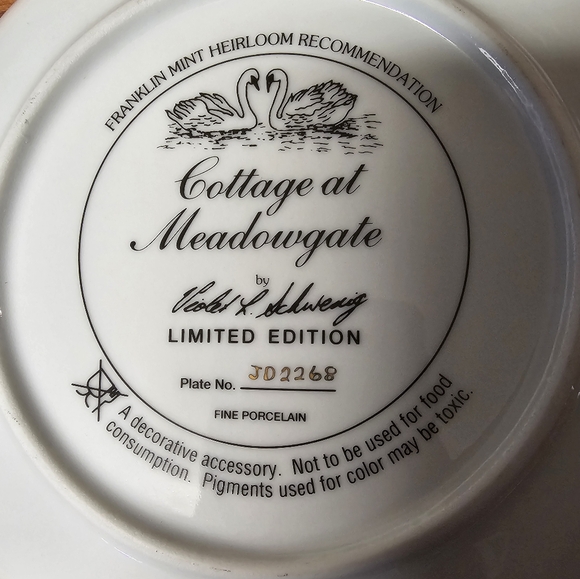 FRANKLIN MINT HEIRLOOM RECOMMENDATION
Cottage at
Meadowgate
by
Violet L. Schwenig
LIMITED EDITION
Plate No. JD2268
FINE PORCELAIN
A decorative accessory. Not to be used for food
consumption. Pigments used for color may be toxic.